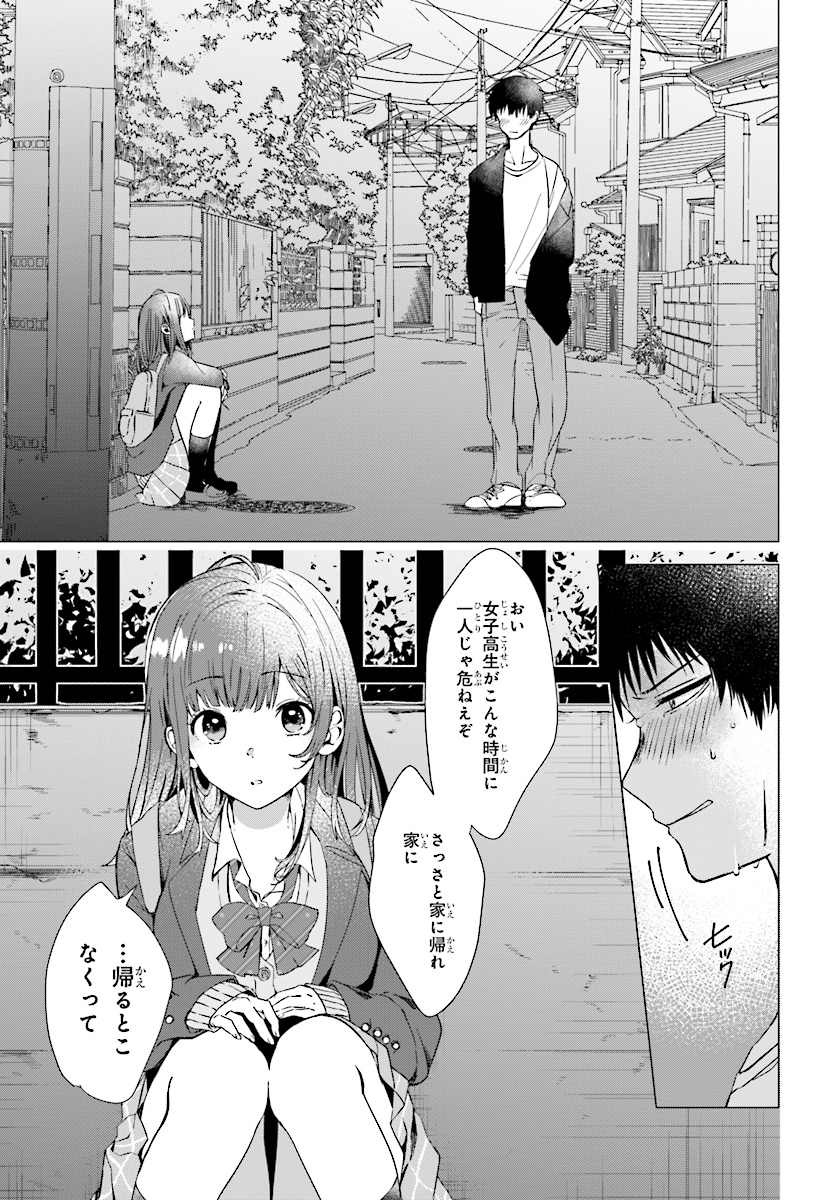 ヒック
おい
女子高生がこんな時間に
一人じゃ危ねえぞ
さっさと家に帰れ
家に
…帰るとこ
なくって